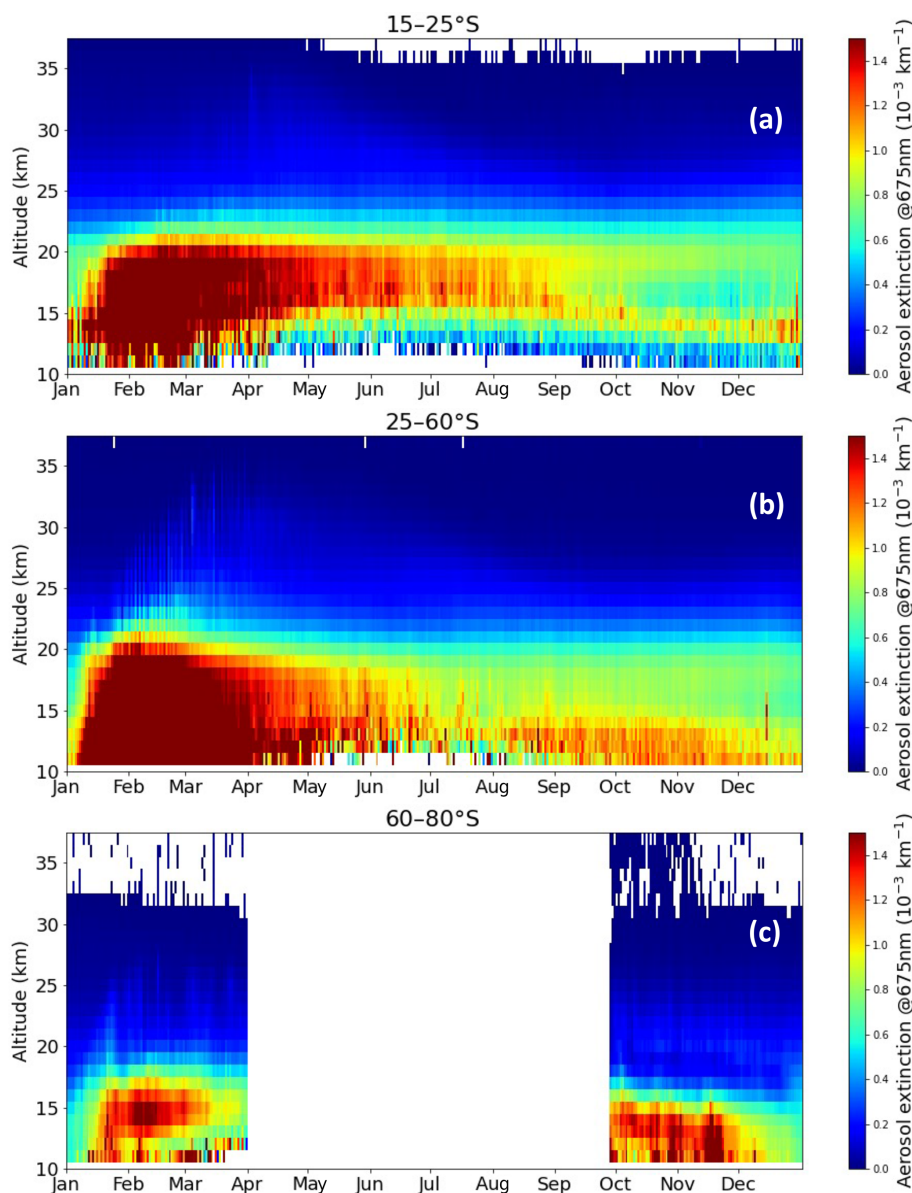 15–25°S
(a)
Altitude (km)
35
30
25
20
15
10
Jan Feb Mar Apr May Jun Jul Aug Sep Oct Nov Dec
1.4
1.2
1.0
0.8
0.6
0.4
0.2
0.0
Aerosol extinction @675nm (10⁻³ km⁻¹)
25–60°S
(b)
Altitude (km)
35
30
25
20
15
10
Jan Feb Mar Apr May Jun Jul Aug Sep Oct Nov Dec
1.4
1.2
1.0
0.8
0.6
0.4
0.2
0.0
Aerosol extinction @675nm (10⁻³ km⁻¹)
60–80°S
(c)
Altitude (km)
35
30
25
20
15
10
Jan Feb Mar Apr May Jun Jul Aug Sep Oct Nov Dec
1.4
1.2
1.0
0.8
0.6
0.4
0.2
0.0
Aerosol extinction @675nm (10⁻³ km⁻¹)